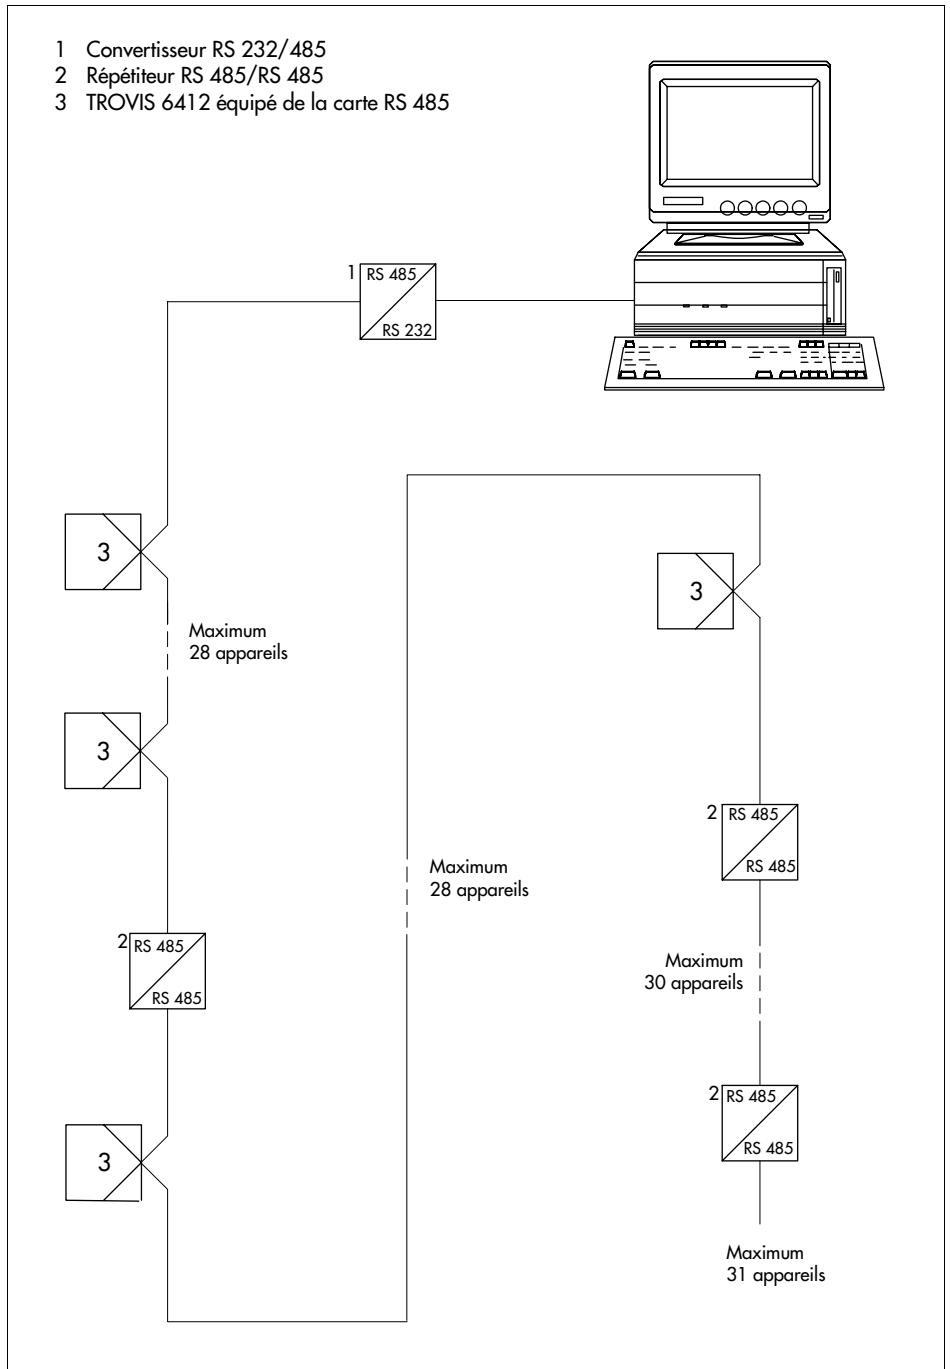 1 Convertisseur RS 232/485
2 Répétiteur RS 485/RS 485
3 TROVIS 6412 équipé de la carte RS 485
1
RS 485
RS 232
3
Maximum
28 appareils
3
2
RS 485
RS 485
3
Maximum
28 appareils
3
2
RS 485
RS 485
Maximum
30 appareils
2
RS 485
RS 485
Maximum
31 appareils